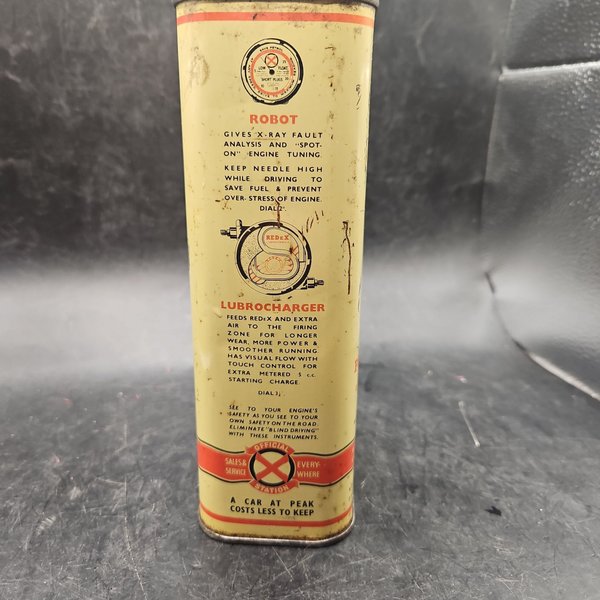 ROBOT
GIVES X-RAY FAULT
ANALYSIS AND "SPOT-
ON" ENGINE TUNING.
KEEP NEEDLE HIGH
WHILE DRIVING TO
SAVE FUEL & PREVENT
OVER-STRESS OF ENGINE.
DIAL 2"
REDEX
LUBROCHARGER
FEEDS REDEX AND EXTRA
AIR TO THE FIRING
ZONE FOR LONGER
WEAR, MORE POWER &
SMOOTHER RUNNING
HAS VISUAL FLOW WITH
TOUCH CONTROL FOR
EXTRA METERED 5 c.c.
STARTING CHARGE.
DIAL 3¼"
SEE TO YOUR ENGINE'S
SAFETY AS YOU SEE TO YOUR
OWN SAFETY ON THE ROAD.
ELIMINATE "BLIND DRIVING"
WITH THESE INSTRUMENTS.
OFFICIAL
SALES & EVERY-
SERVICE WHERE
STATION
A CAR AT PEAK
COSTS LESS TO KEEP